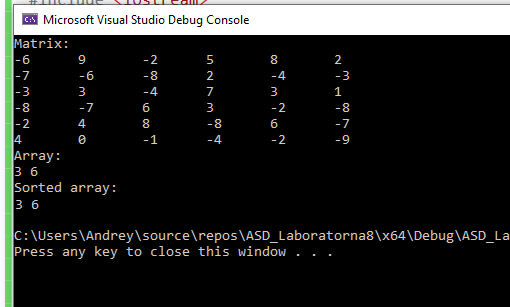 #include <iostream>
Microsoft Visual Studio Debug Console
Matrix:
-6 9 -2 5 8 2
-7 -6 -8 2 -4 -3
-3 3 -4 7 3 1
-8 -7 6 3 -2 -8
-2 4 8 -8 6 -7
4 0 -1 -4 -2 -9
Array:
3 6
Sorted array:
3 6
C:\Users\Andrey\source\repos\ASD_Laboratorna8\x64\Debug\ASD_La
Press any key to close this window . . .